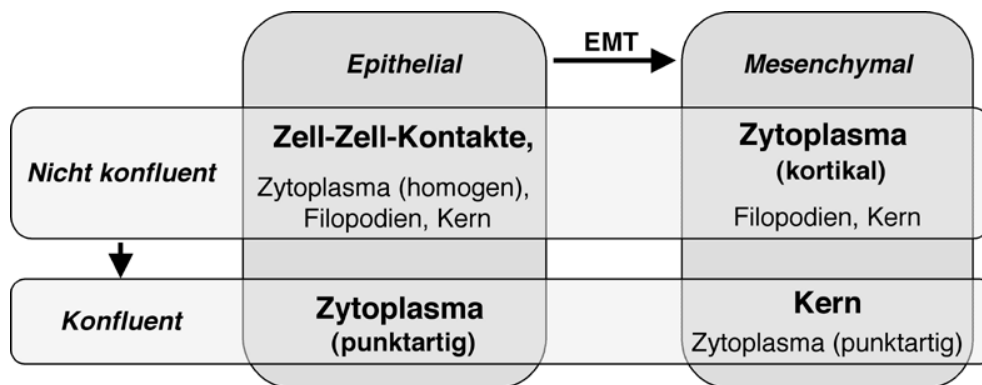 EMT
Epithelial
Mesenchymal
Nicht konfluent
Zell-Zell-Kontakte,
Zytoplasma (homogen),
Filopodien, Kern
Zytoplasma
(kortikal)
Filopodien, Kern
Konfluent
Zytoplasma
(punktartig)
Kern
Zytoplasma (punktartig)